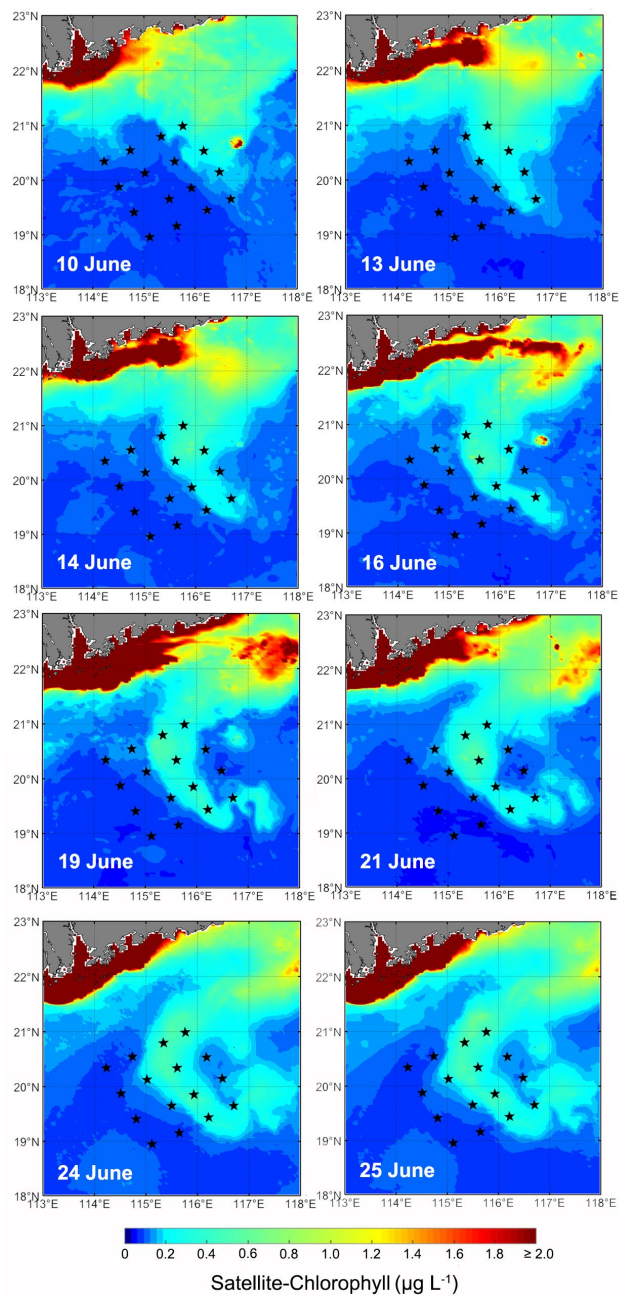 23°N
22°N
21°N
20°N
19°N
10 June
18°N
113°E 114°E 115°E 116°E 117°E 118°E
23°N
22°N
21°N
20°N
19°N
13 June
18°N
113°E 114°E 115°E 116°E 117°E 118°E
23°N
22°N
21°N
20°N
19°N
14 June
18°N
113°E 114°E 115°E 116°E 117°E 118°E
23°N
22°N
21°N
20°N
19°N
16 June
18°N
113°E 114°E 115°E 116°E 117°E 118°E
23°N
22°N
21°N
20°N
19°N
19 June
18°N
113°E 114°E 115°E 116°E 117°E 118°E
23°N
22°N
21°N
20°N
19°N
21 June
18°N
113°E 114°E 115°E 116°E 117°E 118°E
23°N
22°N
21°N
20°N
19°N
24 June
18°N
113°E 114°E 115°E 116°E 117°E 118°E
23°N
22°N
21°N
20°N
19°N
25 June
18°N
113°E 114°E 115°E 116°E 117°E 118°E
0 0.2 0.4 0.6 0.8 1.0 1.2 1.4 1.6 1.8 ≥ 2.0
Satellite-Chlorophyll (µg L⁻¹)